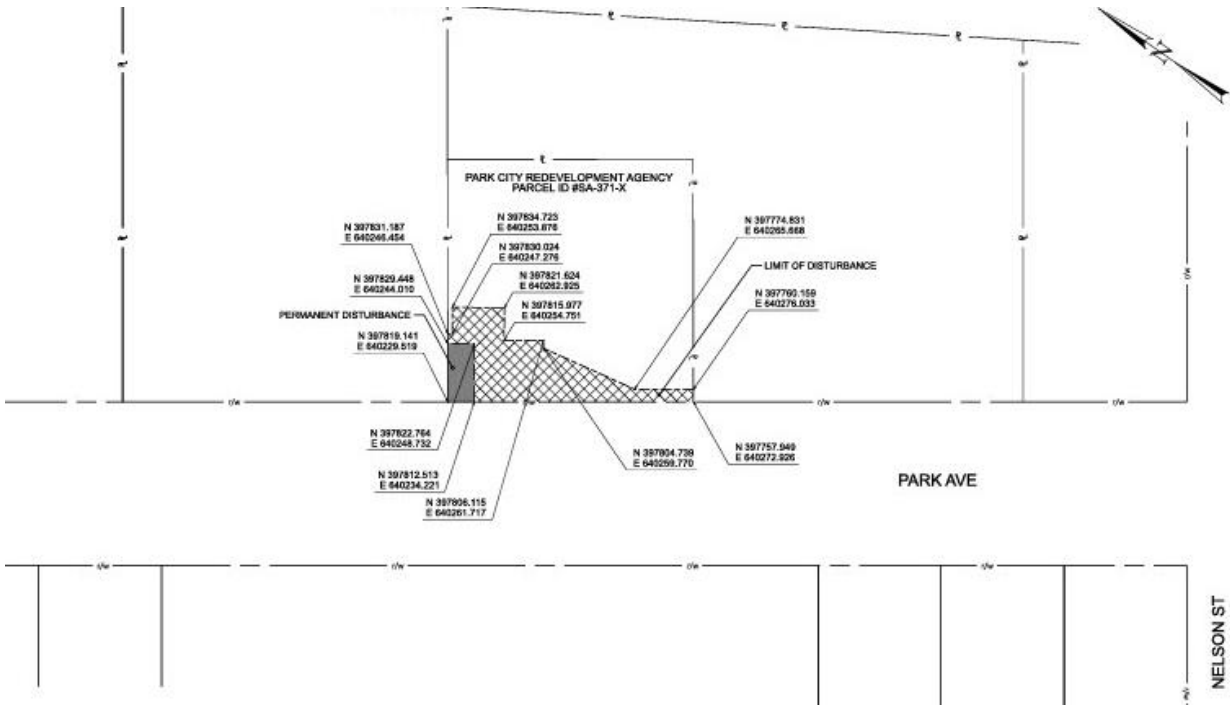 N
PARK CITY REDEVELOPMENT AGENCY
PARCEL ID #SA-371-X
N 397831.187
E 640246.454
N 397834.723
E 640253.876
N 397774.831
E 640265.668
N 397830.024
E 640247.276
N 397829.448
E 640244.010
N 397821.624
E 640262.925
LIMIT OF DISTURBANCE
N 397760.159
E 640276.033
PERMANENT DISTURBANCE
N 397815.977
E 640254.751
N 397819.141
E 640229.519
r/w
r/w
r/w
r/w
r/w
N 397822.764
E 640248.732
N 397804.739
E 640259.770
N 397757.949
E 640272.926
N 397812.513
E 640234.221
PARK AVE
N 397806.115
E 640261.717
r/w
r/w
r/w
r/w
NELSON ST
r/w